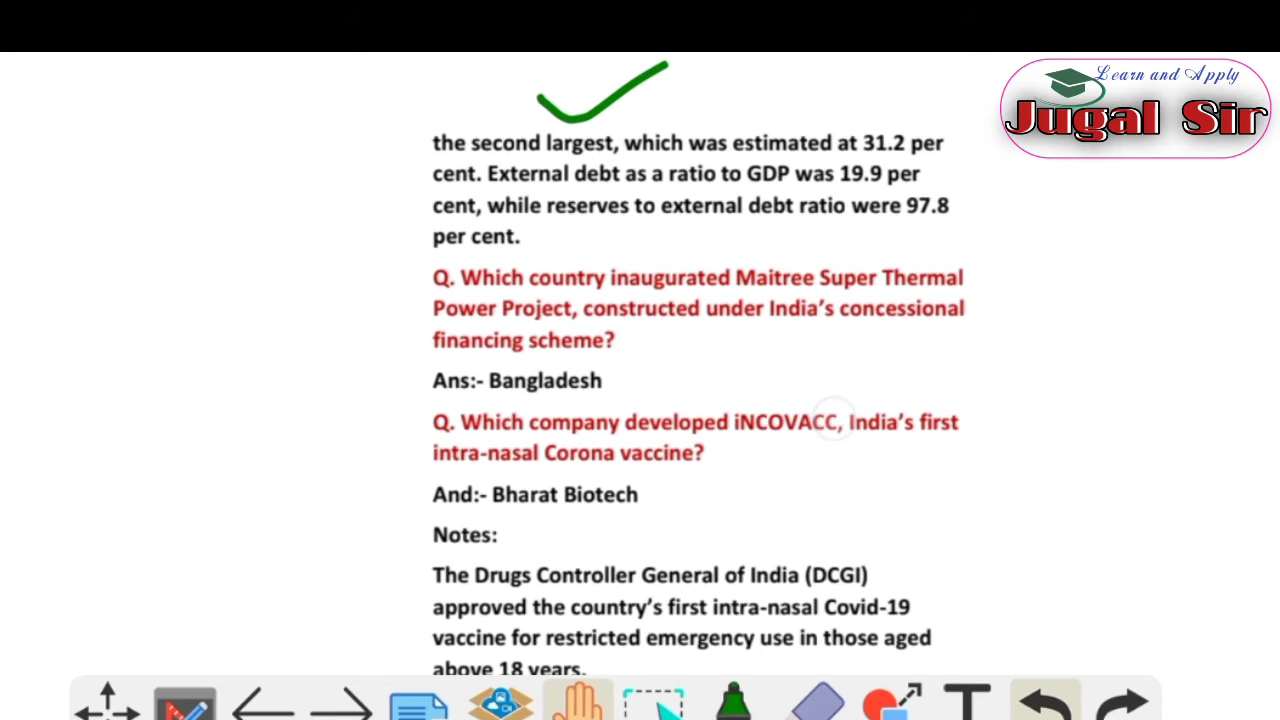 Learn and Apply
Jugal Sir
the second largest, which was estimated at 31.2 per
cent. External debt as a ratio to GDP was 19.9 per
cent, while reserves to external debt ratio were 97.8
per cent.
Q. Which country inaugurated Maitree Super Thermal
Power Project, constructed under India’s concessional
financing scheme?
Ans:- Bangladesh
Q. Which company developed iNCOVACC, India’s first
intra-nasal Corona vaccine?
And:- Bharat Biotech
Notes:
The Drugs Controller General of India (DCGI)
approved the country’s first intra-nasal Covid-19
vaccine for restricted emergency use in those aged
above 18 years.
T